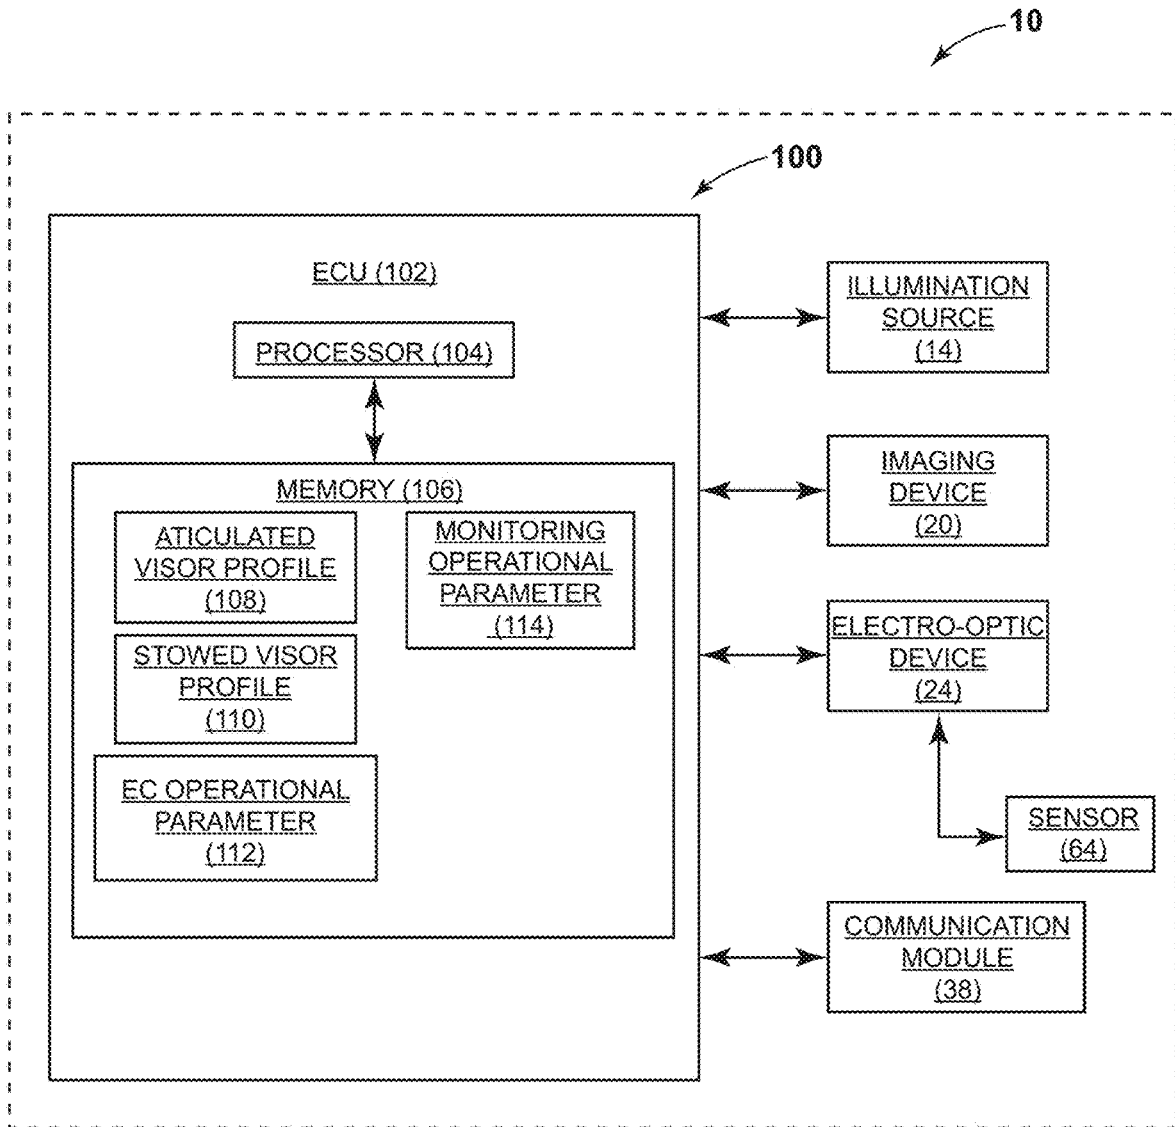 10
100
ECU (102)
PROCESSOR (104)
MEMORY (106)
ATICULATED
VISOR PROFILE
(108)
STOWED VISOR
PROFILE
(110)
EC OPERATIONAL
PARAMETER
(112)
MONITORING
OPERATIONAL
PARAMETER
(114)
ILLUMINATION
SOURCE
(14)
IMAGING
DEVICE
(20)
ELECTRO-OPTIC
DEVICE
(24)
SENSOR
(64)
COMMUNICATION
MODULE
(38)